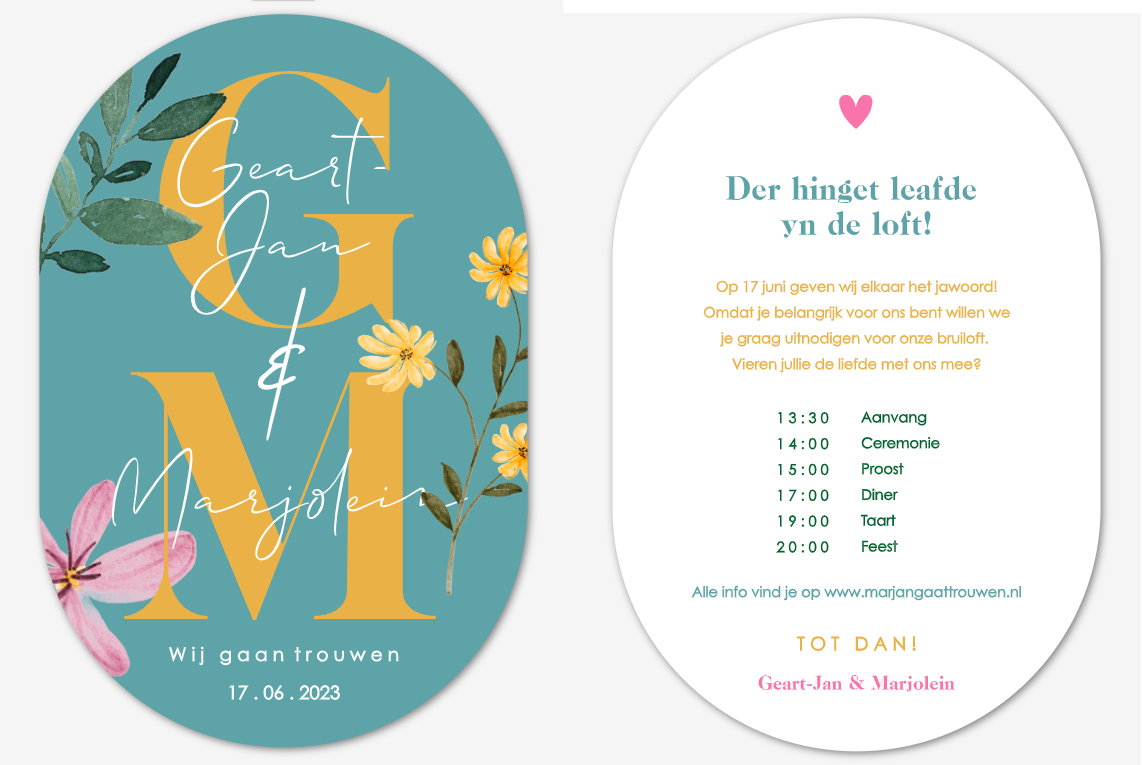 G
Geart-
Jan
&
M
Marjolein
Wij gaan trouwen
17.06.2023
Der hinget leafde
yn de loft!
Op 17 juni geven wij elkaar het jawoord!
Omdat je belangrijk voor ons bent willen we
je graag uitnodigen voor onze bruiloft.
Vieren jullie de liefde met ons mee?
13:30 Aanvang
14:00 Ceremonie
15:00 Proost
17:00 Diner
19:00 Taart
20:00 Feest
Alle info vind je op www.marjangaattrouwen.nl
TOT DAN!
Geart-Jan & Marjolein